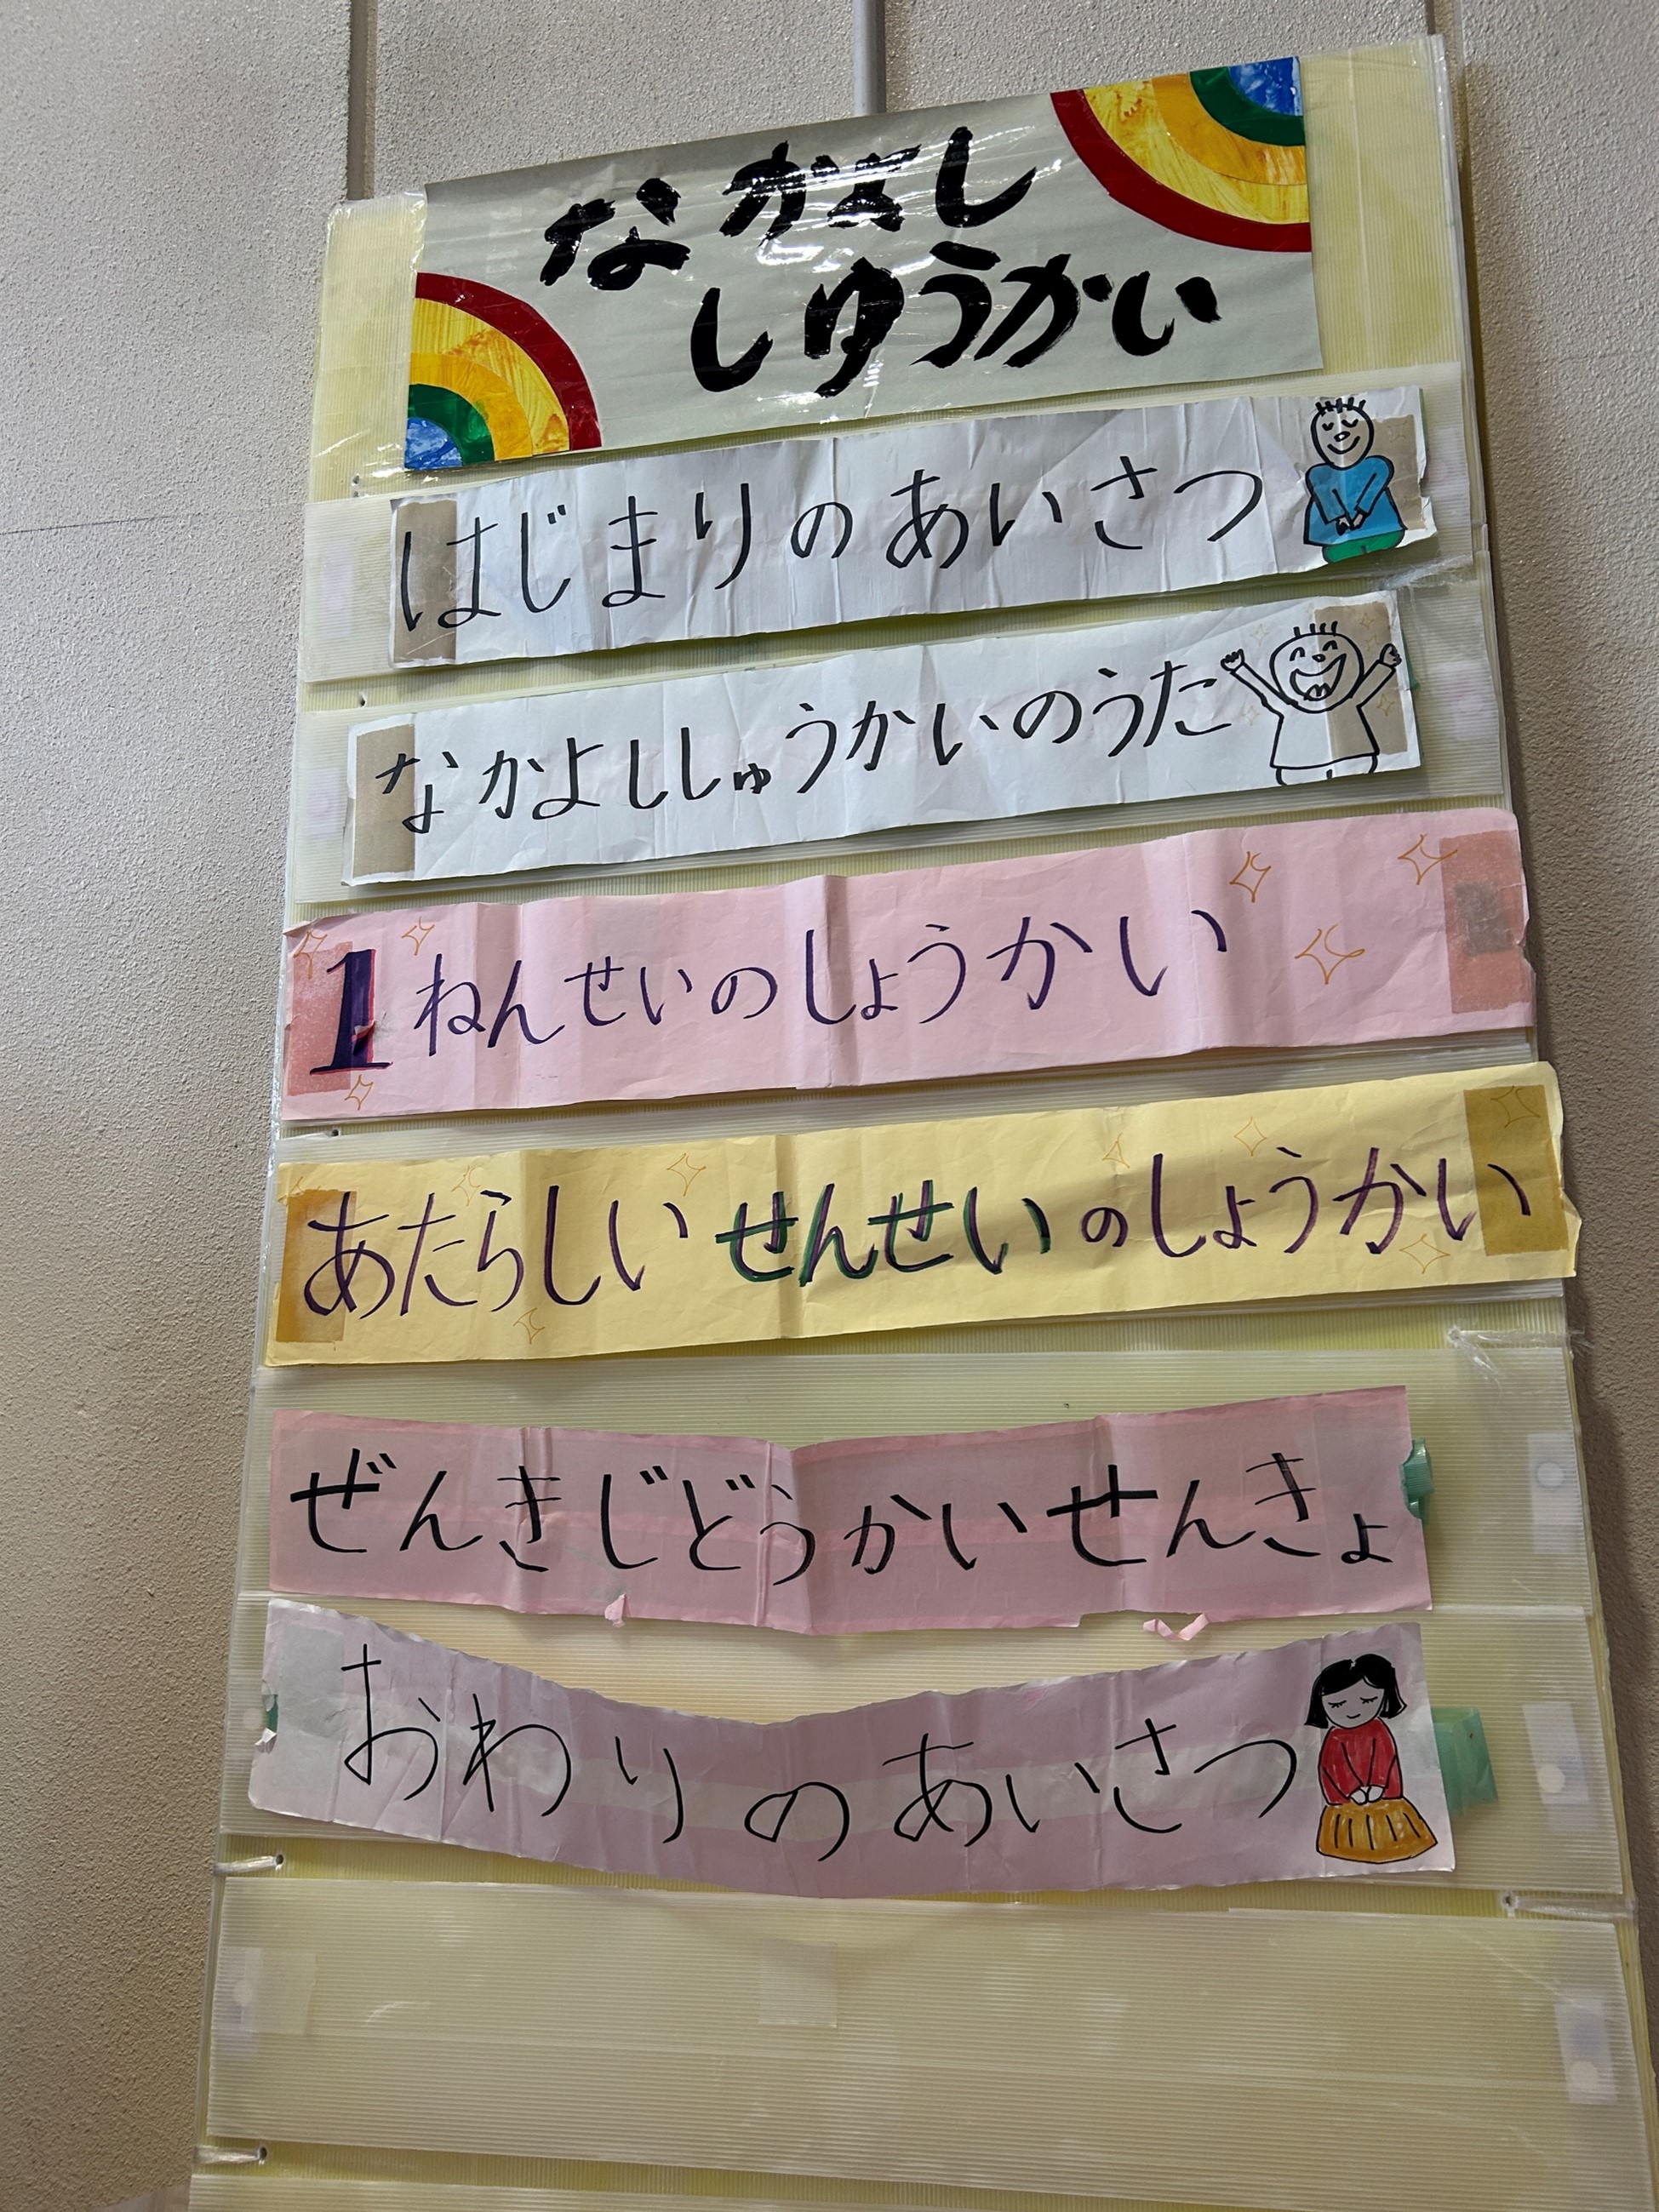 なかよし
しゅうかい
はじまりのあいさつ
なかよししゅうかいのうた
1ねんせいのしょうかい
あたらしいせんせいのしょうかい
ぜんきじどうかいせんきょ
おわりのあいさつ